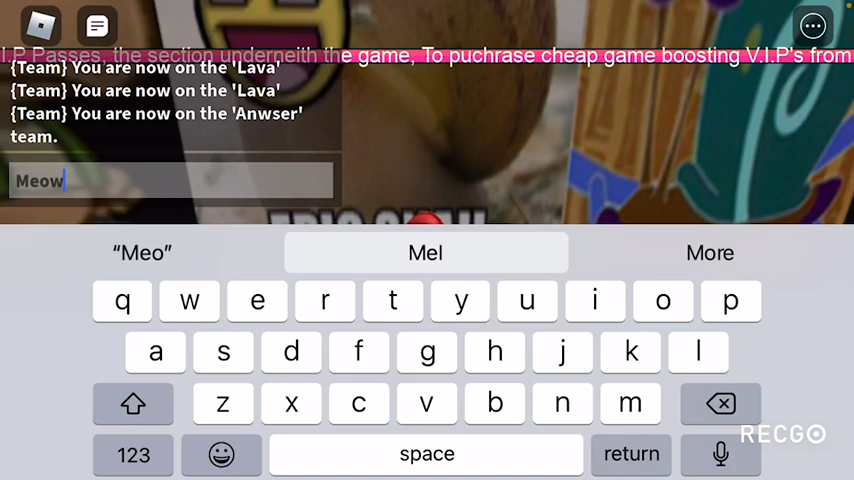 I.P Passes, the section underneith the game, To puchrase cheap game boosting V.I.P's from
{Team} You are now on the 'Lava'
{Team} You are now on the 'Lava'
{Team} You are now on the 'Anwser'
team.
Meow
“Meo” Mel More
q w e r t y u i o p
a s d f g h j k l
z x c v b n m
RECGO
123 space return